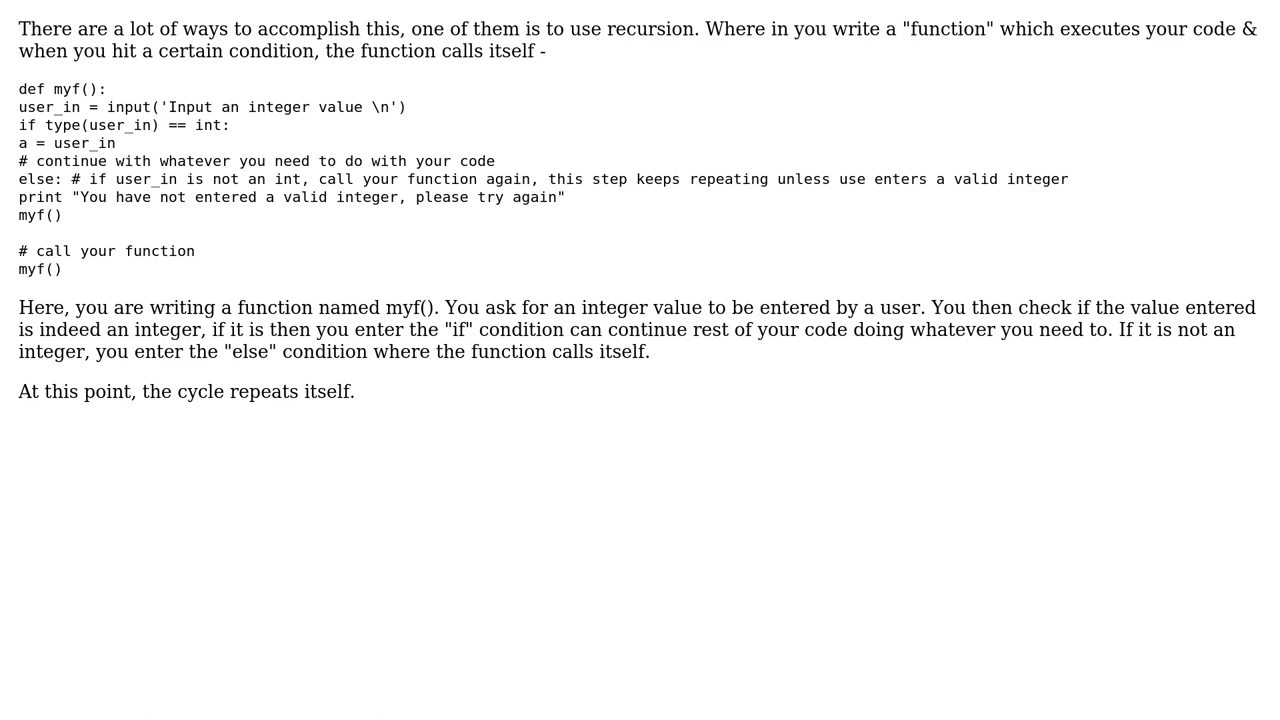 There are a lot of ways to accomplish this, one of them is to use recursion. Where in you write a "function" which executes your code &
when you hit a certain condition, the function calls itself -
def myf():
user_in = input('Input an integer value \n')
if type(user_in) == int:
a = user_in
# continue with whatever you need to do with your code
else: # if user_in is not an int, call your function again, this step keeps repeating unless use enters a valid integer
print "You have not entered a valid integer, please try again"
myf()
# call your function
myf()
Here, you are writing a function named myf(). You ask for an integer value to be entered by a user. You then check if the value entered
is indeed an integer, if it is then you enter the "if" condition can continue rest of your code doing whatever you need to. If it is not an
integer, you enter the "else" condition where the function calls itself.
At this point, the cycle repeats itself.